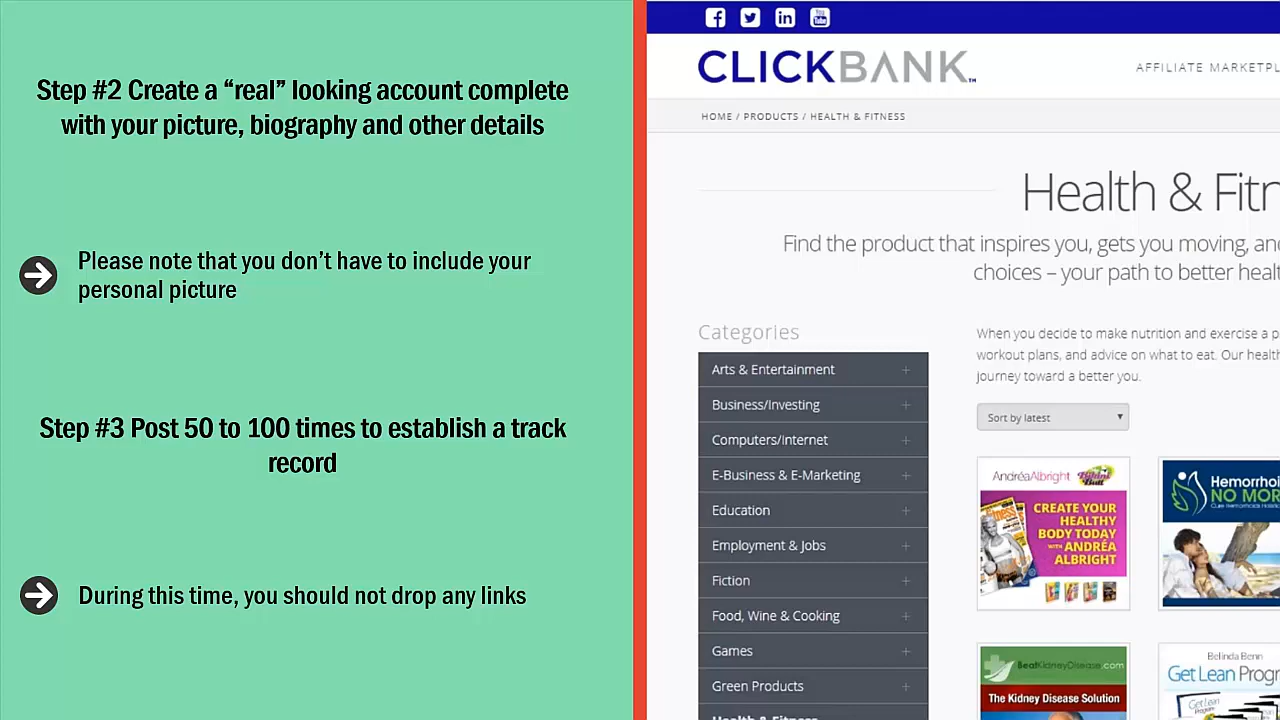 Step #2 Create a “real” looking account complete
with your picture, biography and other details
Please note that you don’t have to include your
personal picture
Step #3 Post 50 to 100 times to establish a track
record
During this time, you should not drop any links
CLICKBANK
AFFILIATE MARKETPL
HOME / PRODUCTS / HEALTH & FITNESS
Health & Fitn
Find the product that inspires you, gets you moving, and
choices – your path to better healt
Categories
Arts & Entertainment
Business/Investing
Computers/Internet
E-Business & E-Marketing
Education
Employment & Jobs
Fiction
Food, Wine & Cooking
Games
Green Products
Health & Fitness
When you decide to make nutrition and exercise a p
workout plans, and advice on what to eat. Our health
journey toward a better you.
Sort by latest
AndréaAlbright
CREATE YOUR
HEALTHY
BODY TODAY
WITH ANDRÉA
ALBRIGHT
Hemorrhoi
NO MOR
BeatKidneyDisease.com
The Kidney Disease Solution
Belinda Benn
Get Lean Progr